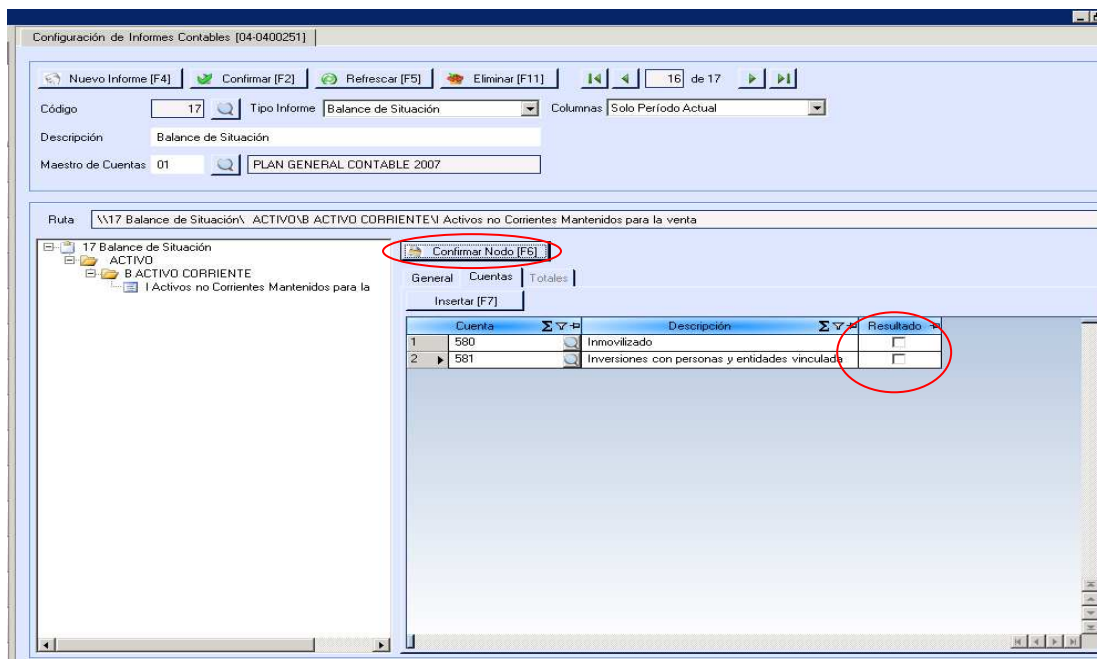 Configuración de Informes Contables [04-0400251]
Nuevo Informe [F4] Confirmar [F2] Refrescar [F5] Eliminar [F11] 16 de 17
Código 17 Tipo Informe Balance de Situación Columnas Solo Período Actual
Descripción Balance de Situación
Maestro de Cuentas 01 PLAN GENERAL CONTABLE 2007
Ruta \\17 Balance de Situación\ ACTIVO\B ACTIVO CORRIENTE\I Activos no Corrientes Mantenidos para la venta
17 Balance de Situación
ACTIVO
B ACTIVO CORRIENTE
I Activos no Corrientes Mantenidos para la
Confirmar Nodo [F6]
General Cuentas Totales
Insertar [F7]
Cuenta Descripción Resultado
1 580 Inmovilizado
2 581 Inversiones con personas y entidades vinculada